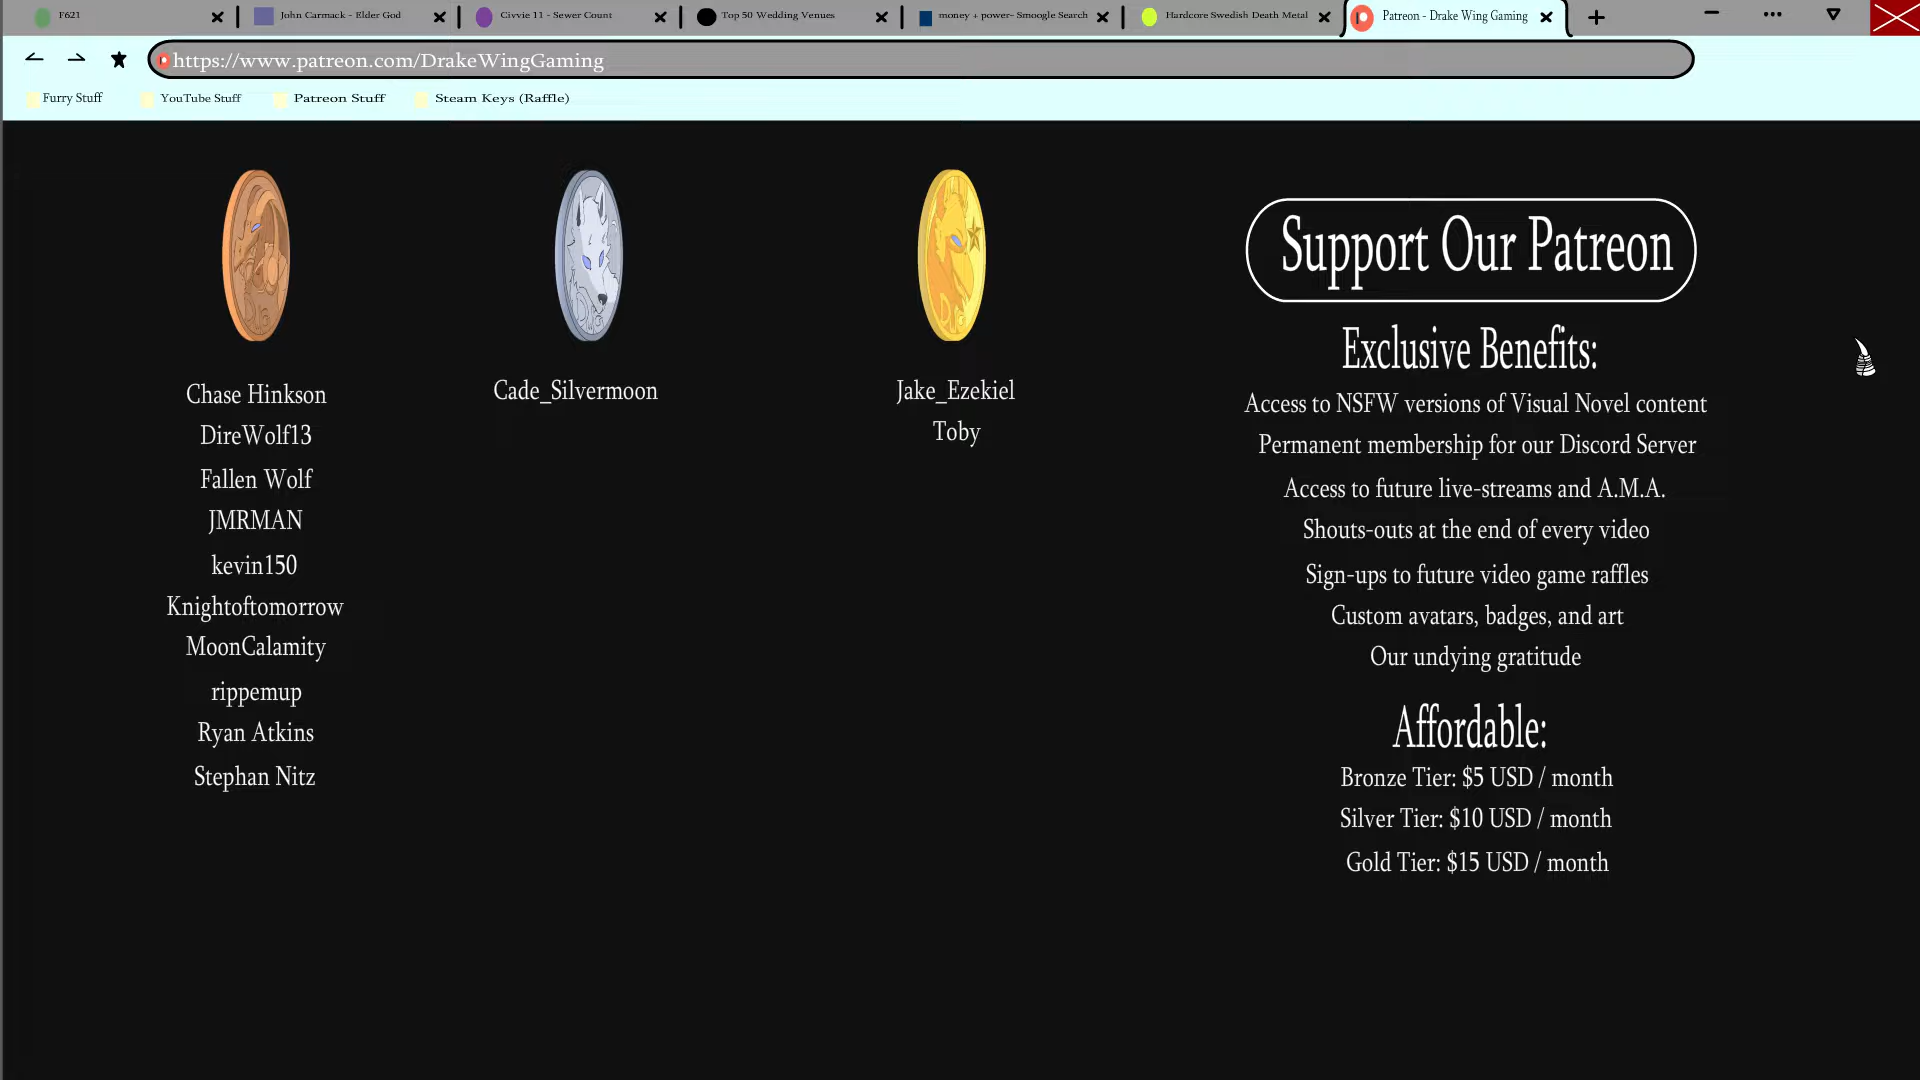 F621
John Carmack - Elder God
Civvie 11 - Sewer Count
Top 50 Wedding Venues
money + power- Smoogle Search
Hardcore Swedish Death Metal
Patreon - Drake Wing Gaming
https://www.patreon.com/DrakeWingGaming
Furry Stuff
YouTube Stuff
Patreon Stuff
Steam Keys (Raffle)
Chase Hinkson
DireWolf13
Fallen Wolf
JMRMAN
kevin150
Knightoftomorrow
MoonCalamity
rippemup
Ryan Atkins
Stephan Nitz
Cade_Silvermoon
Jake_Ezekiel
Toby
Support Our Patreon
Exclusive Benefits:
Access to NSFW versions of Visual Novel content
Permanent membership for our Discord Server
Access to future live-streams and A.M.A.
Shouts-outs at the end of every video
Sign-ups to future video game raffles
Custom avatars, badges, and art
Our undying gratitude
Affordable:
Bronze Tier: $5 USD / month
Silver Tier: $10 USD / month
Gold Tier: $15 USD / month